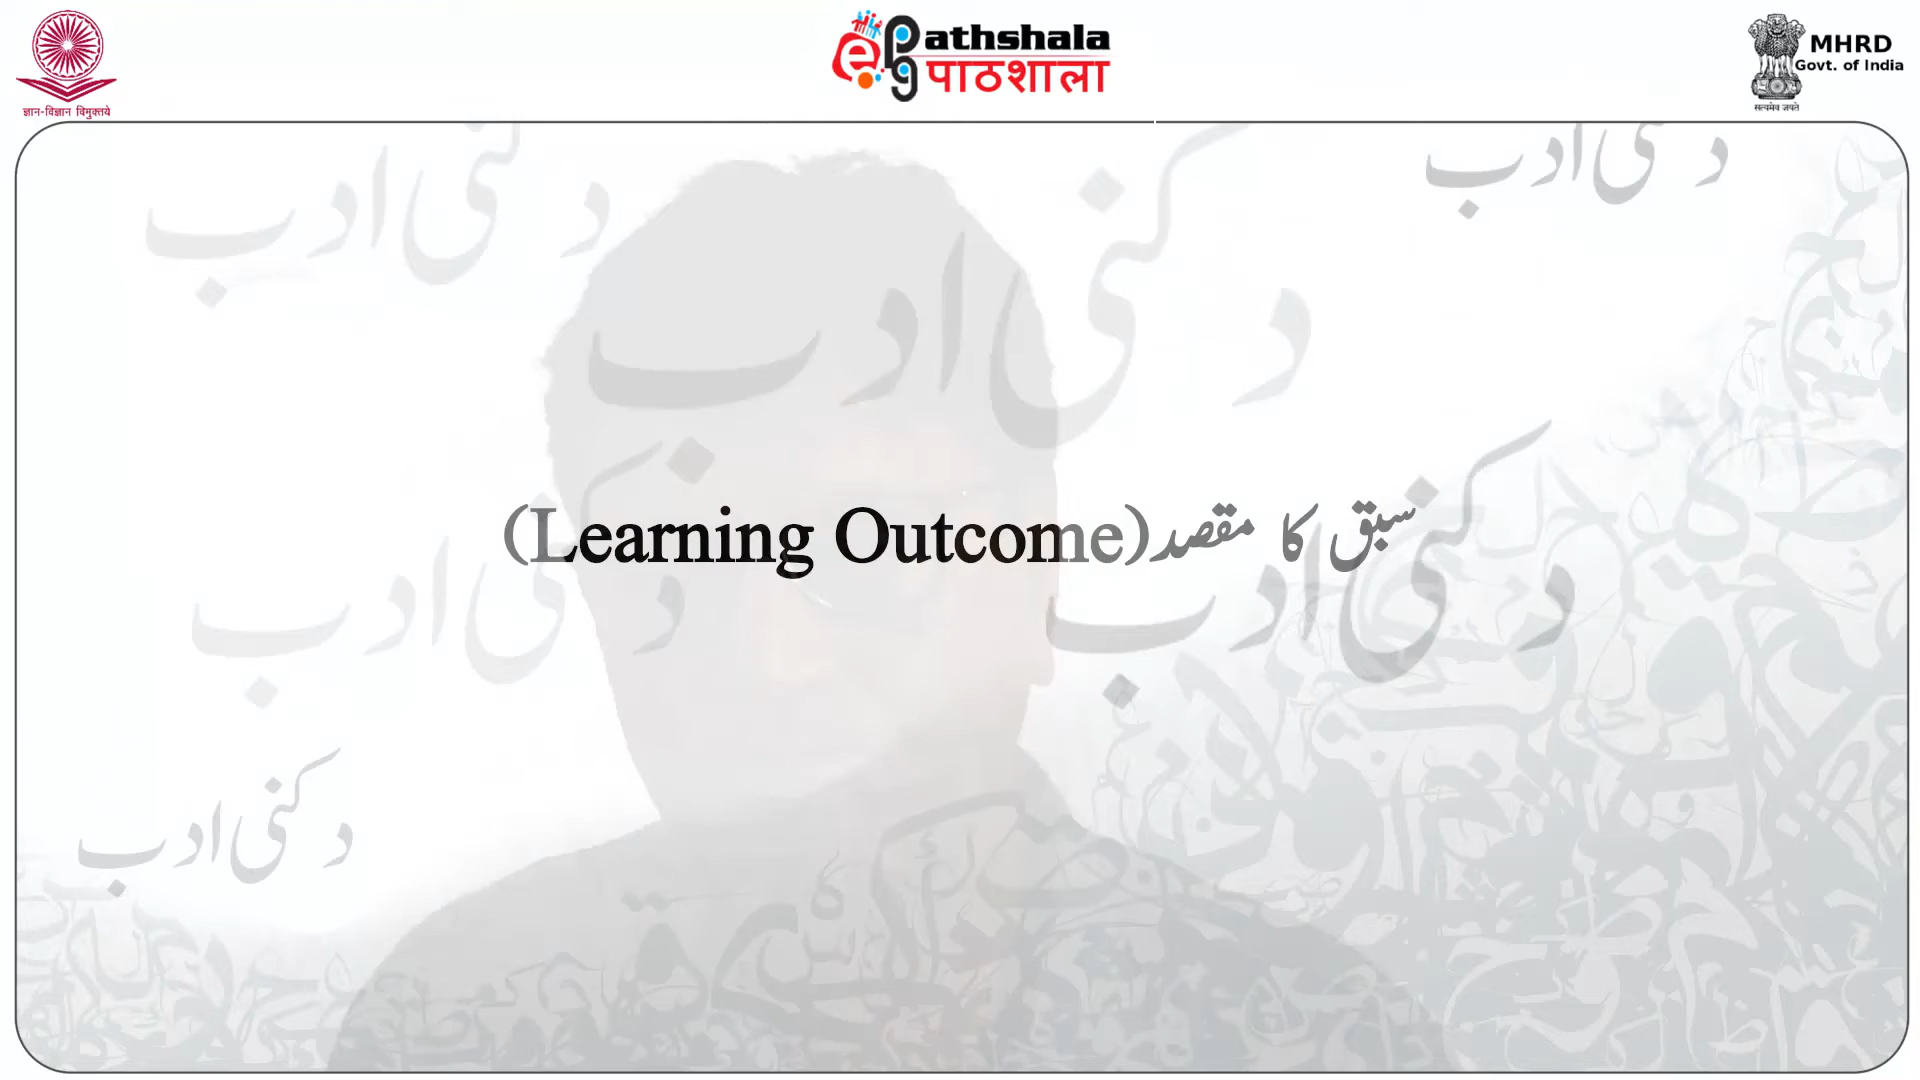 ज्ञान-विज्ञान विमुक्तये
ePathshala
पाठशाला
MHRD
Govt. of India
सत्यमेव जयते
دکنی ادب
دکنی ادب
دکنی ادب
سبق کا مقصد(Learning Outcome)
دکنی ادب
دکنی ادب
دکنی ادب